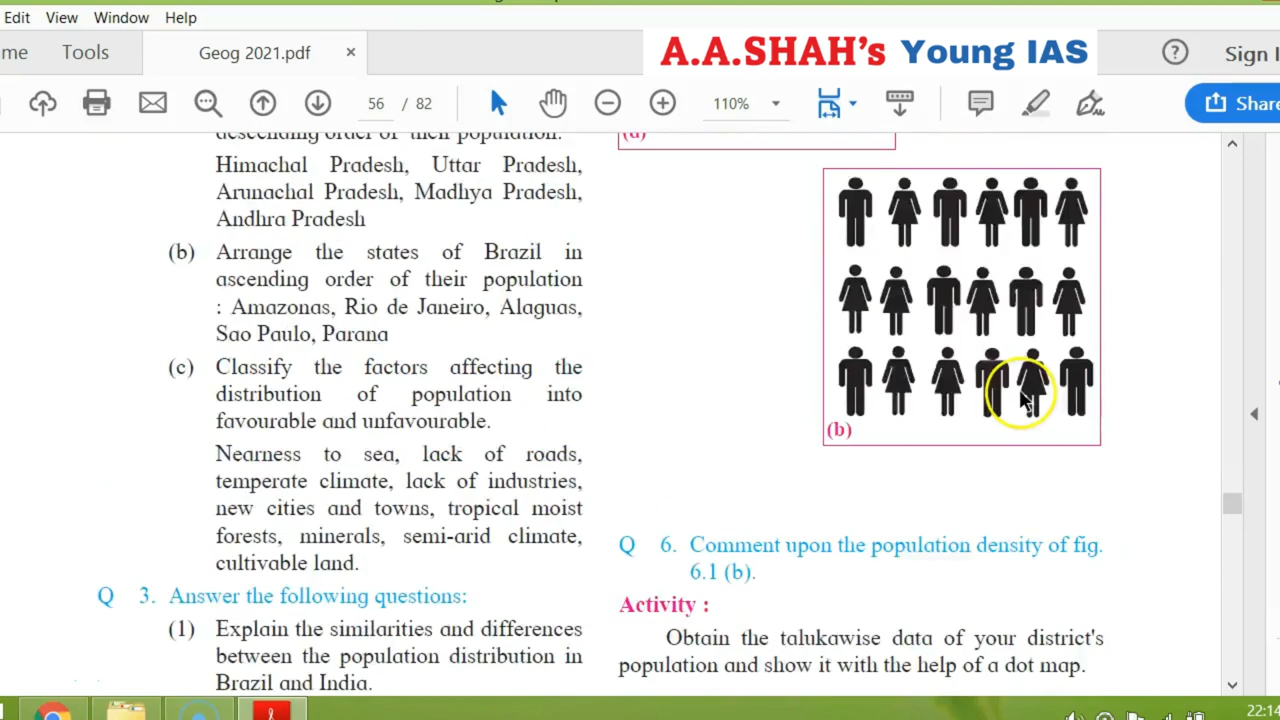 Edit View Window Help
me Tools Geog 2021.pdf ×
A.A.SHAH's Young IAS
? Sign I
56 / 82 110% Share
descending order of their population.
Himachal Pradesh, Uttar Pradesh,
Arunachal Pradesh, Madhya Pradesh,
Andhra Pradesh
(b) Arrange the states of Brazil in
ascending order of their population
: Amazonas, Rio de Janeiro, Alaguas,
Sao Paulo, Parana
(c) Classify the factors affecting the
distribution of population into
favourable and unfavourable.
Nearness to sea, lack of roads,
temperate climate, lack of industries,
new cities and towns, tropical moist
forests, minerals, semi-arid climate,
cultivable land.
Q 3. Answer the following questions:
(1) Explain the similarities and differences
between the population distribution in
Brazil and India.
(a)
(b)
Q 6. Comment upon the population density of fig.
6.1 (b).
Activity :
Obtain the talukawise data of your district's
population and show it with the help of a dot map.
22:14